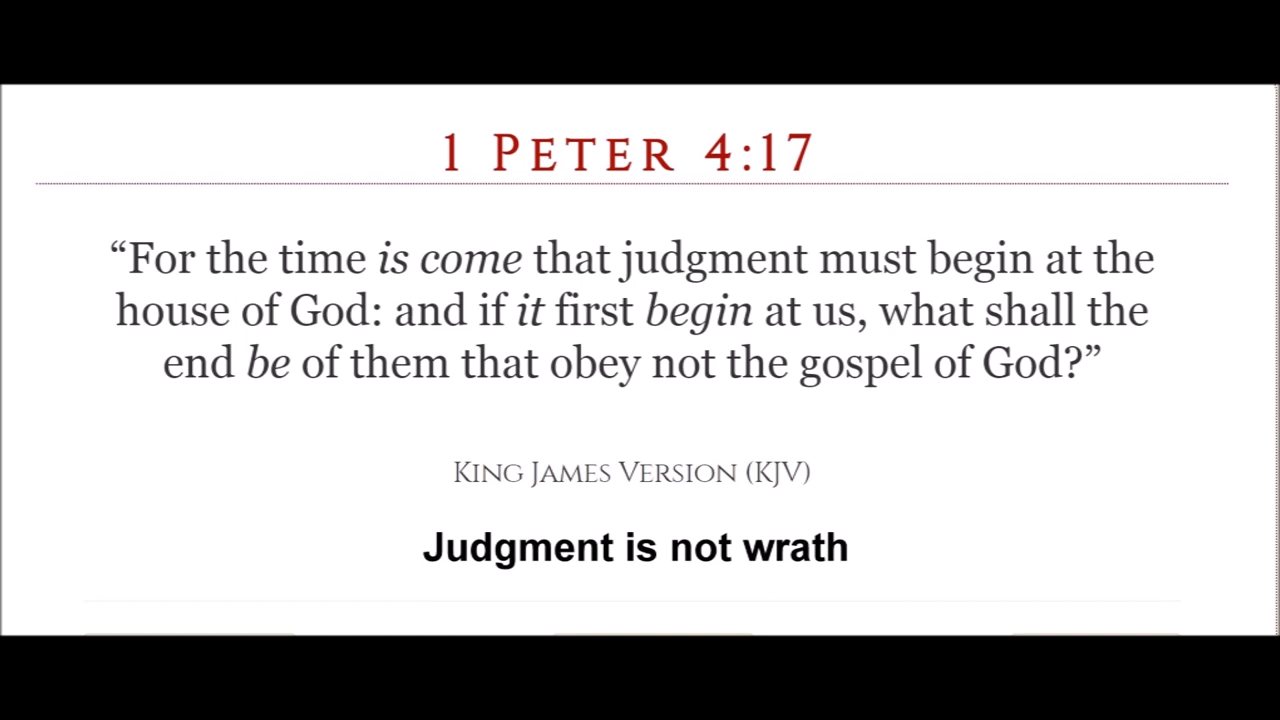 1 PETER 4:17
“For the time is come that judgment must begin at the
house of God: and if it first begin at us, what shall the
end be of them that obey not the gospel of God?”
KING JAMES VERSION (KJV)
Judgment is not wrath